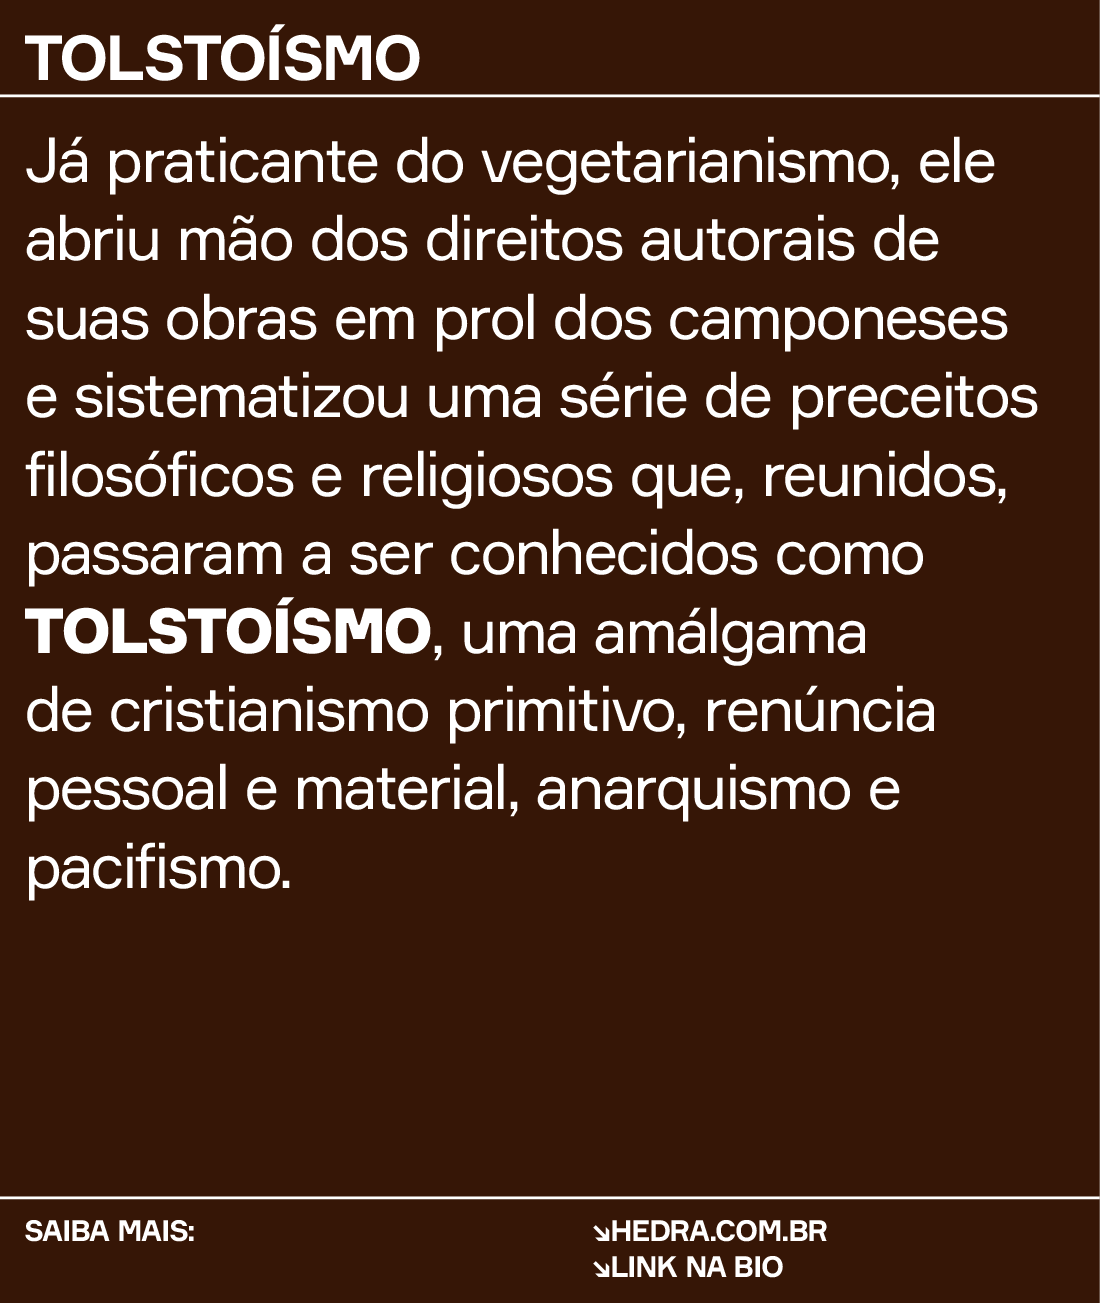 TOLSTOÍSMO
Já praticante do vegetarianismo, ele
abriu mão dos direitos autorais de
suas obras em prol dos camponeses
e sistematizou uma série de preceitos
filosóficos e religiosos que, reunidos,
passaram a ser conhecidos como
TOLSTOÍSMO, uma amálgama
de cristianismo primitivo, renúncia
pessoal e material, anarquismo e
pacifismo.
SAIBA MAIS:
↘HEDRA.COM.BR
↘LINK NA BIO